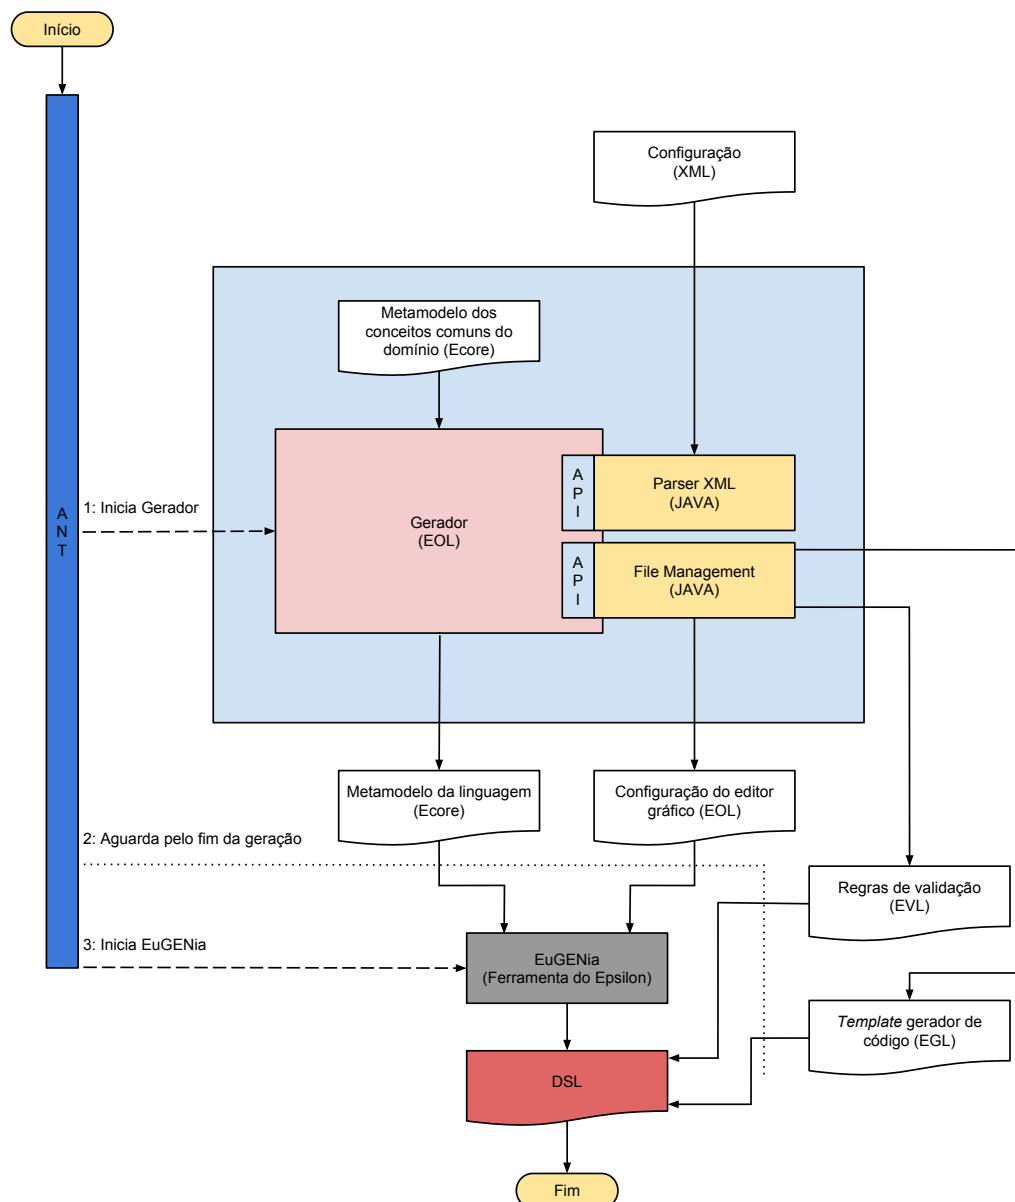 Início
Configuração
(XML)
Metamodelo dos
conceitos comuns do
domínio (Ecore)
A
P
I
Parser XML
(JAVA)
1: Inicia Gerador
A
N
T
Gerador
(EOL)
A
P
I
File Management
(JAVA)
Metamodelo da linguagem
(Ecore)
Configuração do editor
gráfico (EOL)
2: Aguarda pelo fim da geração
Regras de validação
(EVL)
3: Inicia EuGENia
EuGENia
(Ferramenta do Epsilon)
Template gerador de
código (EGL)
DSL
Fim